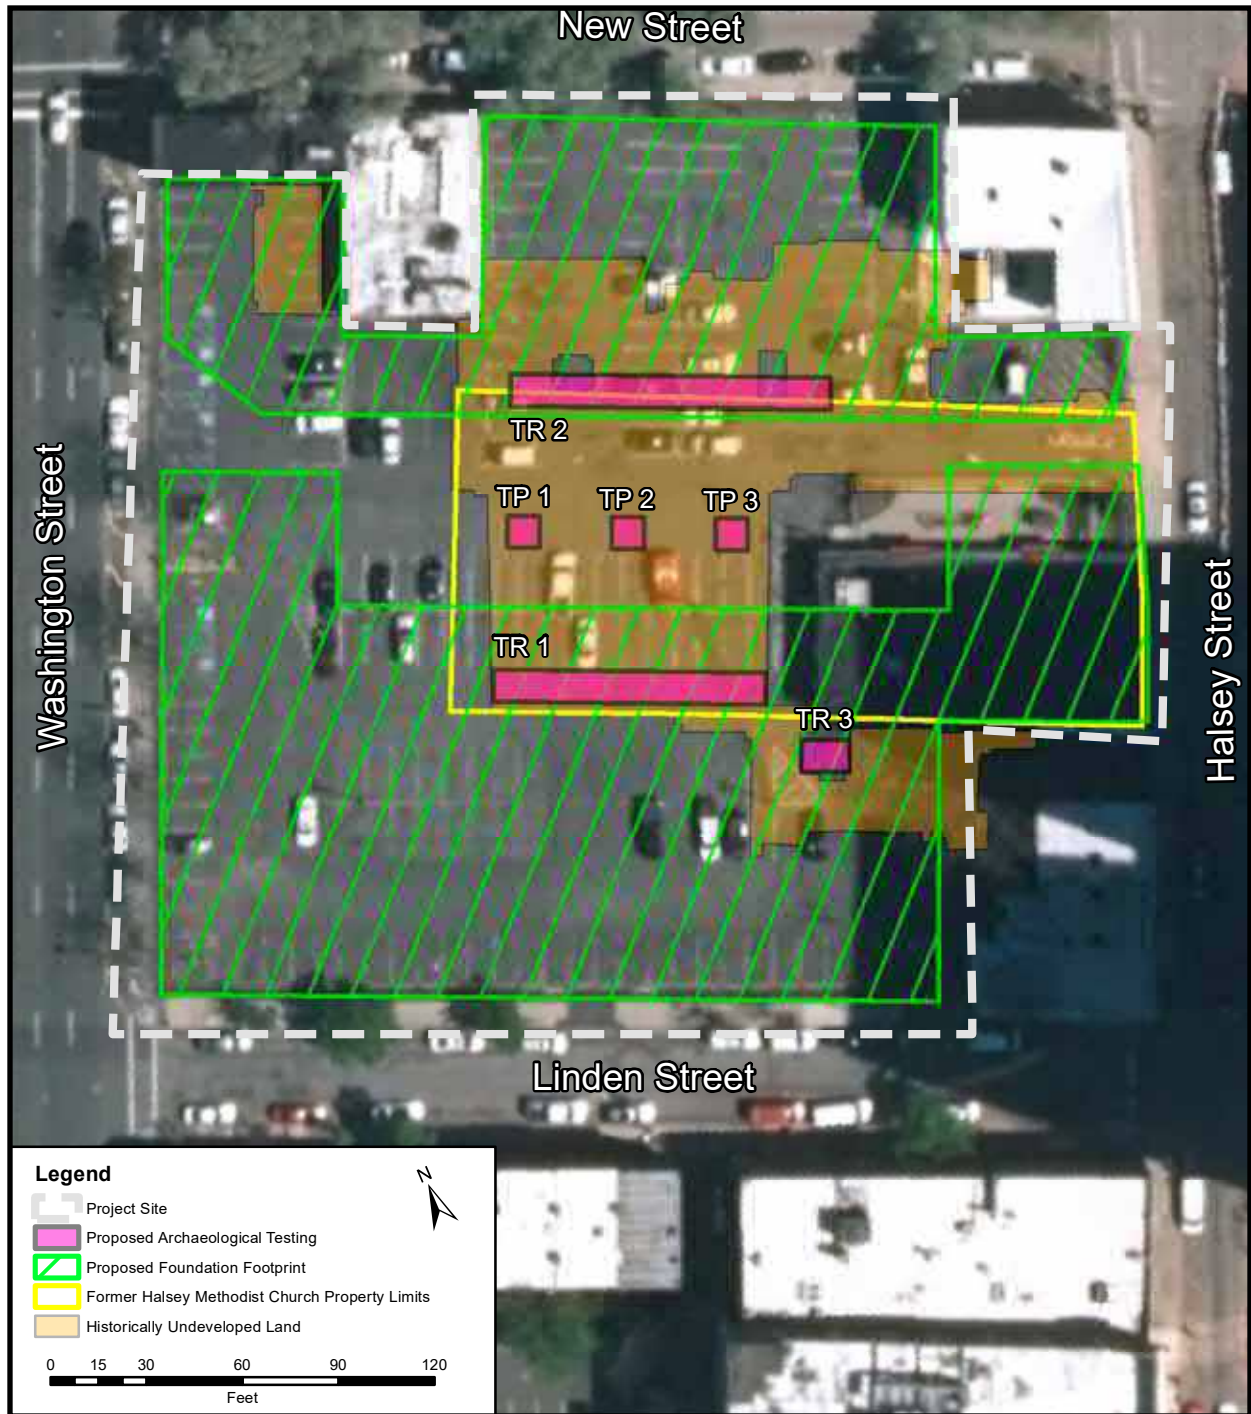 New Street
TR 2
TP 1
TP 2
TP 3
TR 1
TR 3
Washington Street
Halsey Street
Linden Street
Legend
N
Project Site
Proposed Archaeological Testing
Proposed Foundation Footprint
Former Halsey Methodist Church Property Limits
Historically Undeveloped Land
0 15 30 60 90 120
Feet